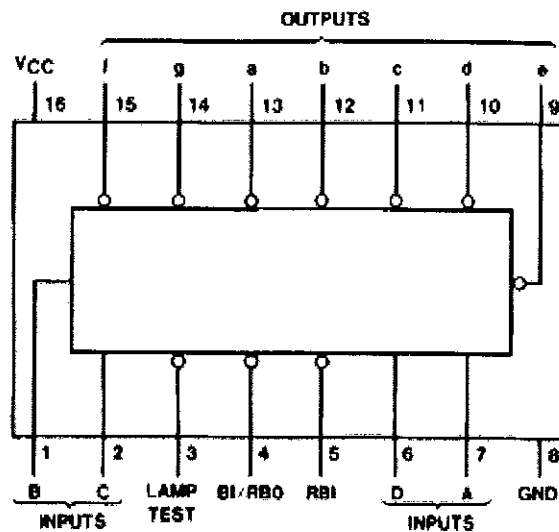 OUTPUTS
VCC f g a b c d e
16 15 14 13 12 11 10 9
1 2 3 4 5 6 7 8
B C LAMP TEST BI/RBO RBI D A GND
INPUTS INPUTS